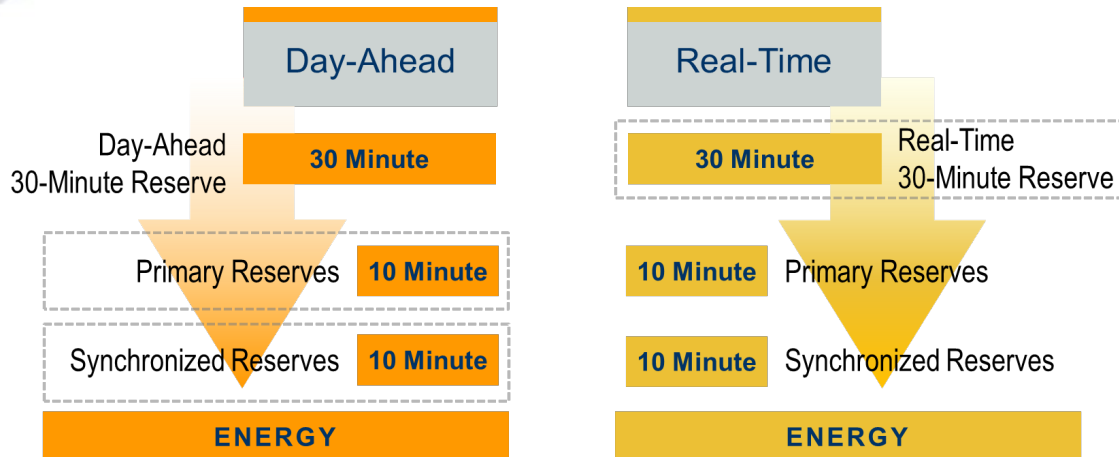 Day-Ahead
Day-Ahead
30-Minute Reserve
30 Minute
Primary Reserves
10 Minute
Synchronized Reserves
10 Minute
ENERGY
Real-Time
30 Minute
Real-Time
30-Minute Reserve
10 Minute
Primary Reserves
10 Minute
Synchronized Reserves
ENERGY